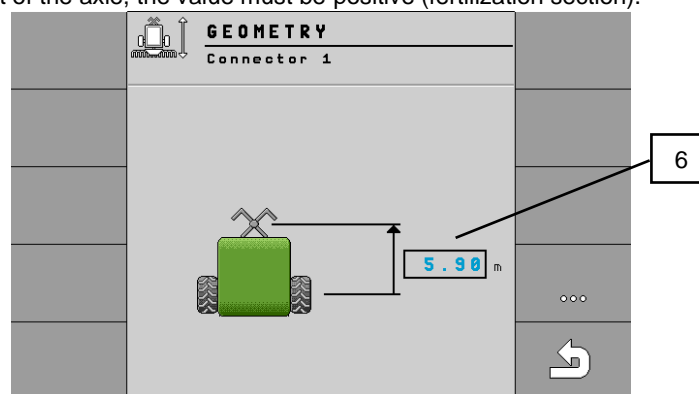 of the axle, the value must be positive (fertilization section).
GEOMETRY
Connector 1
6
5.90 m